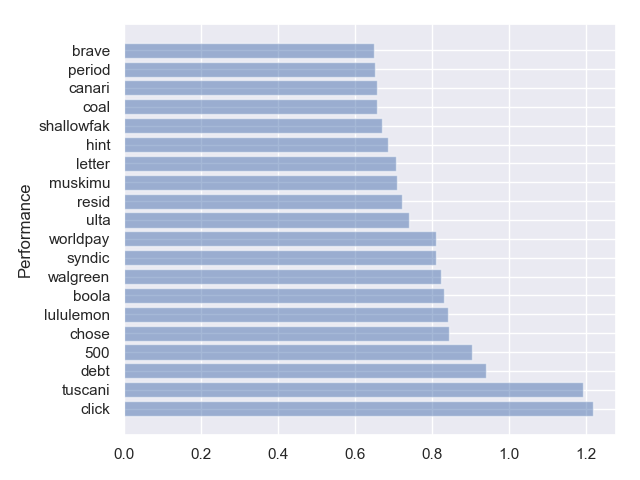 brave
period
canari
coal
shallowfak
hint
letter
muskimu
resid
ulta
worldpay
syndic
walgreen
boola
lululemon
chose
500
debt
tuscani
click
Performance
0.0 0.2 0.4 0.6 0.8 1.0 1.2